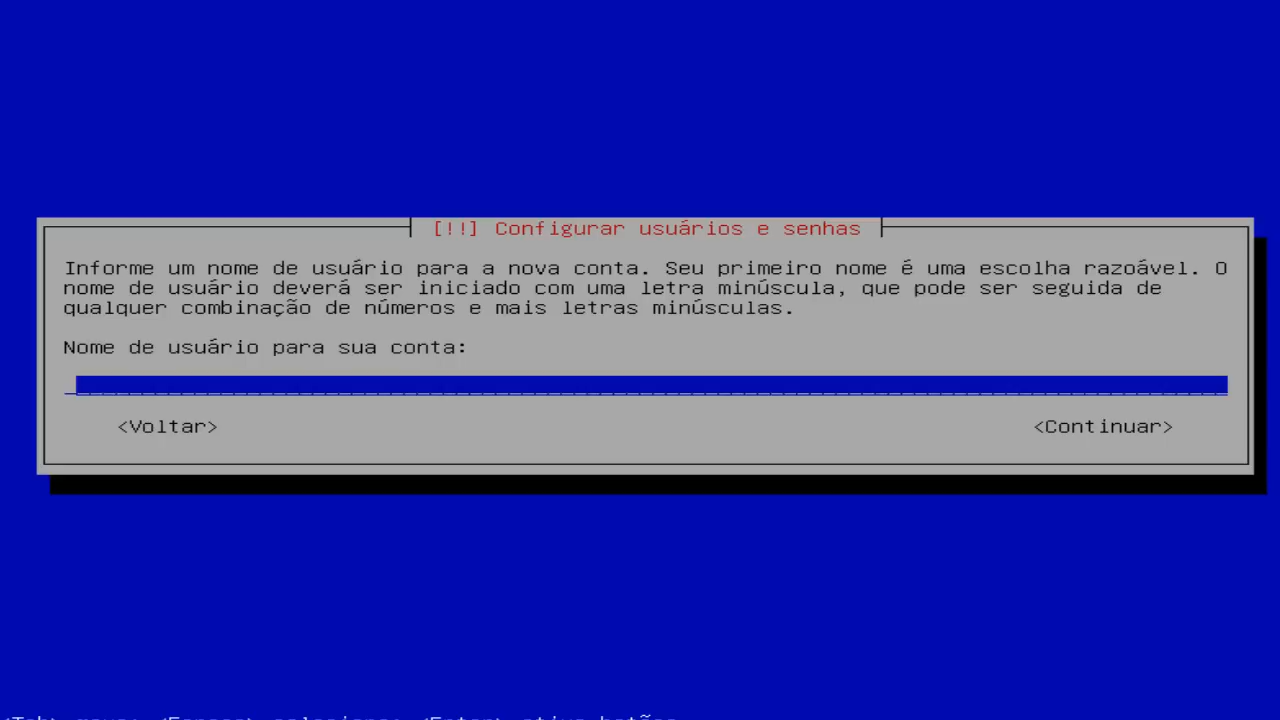 [!!] Configurar usuários e senhas
Informe um nome de usuário para a nova conta. Seu primeiro nome é uma escolha razoável. O
nome de usuário deverá ser iniciado com uma letra minúscula, que pode ser seguida de
qualquer combinação de números e mais letras minúsculas.
Nome de usuário para sua conta:
<Voltar> <Continuar>